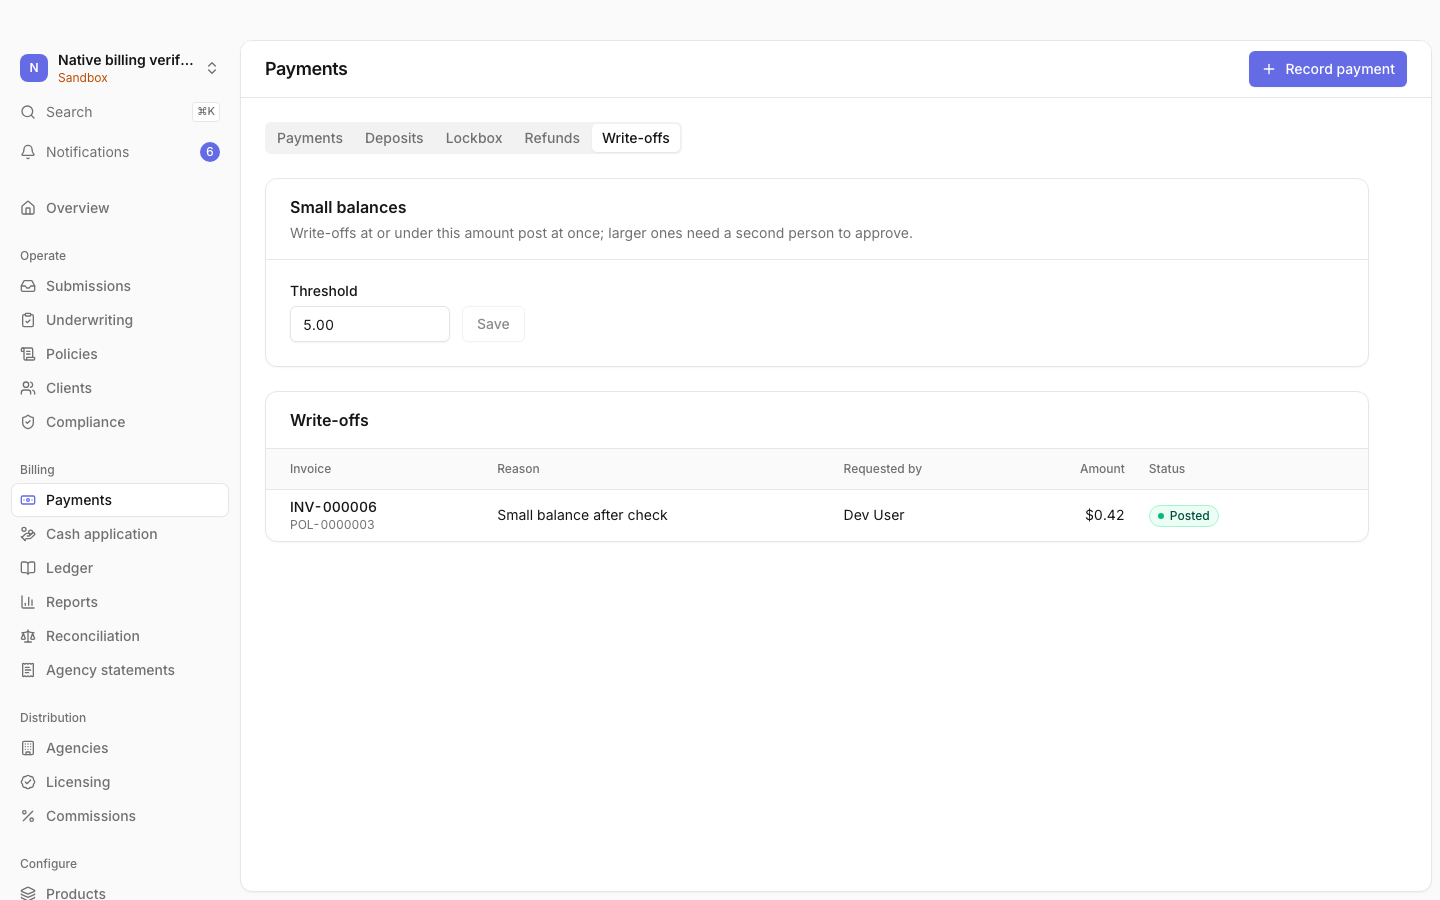 N
Native billing verif...
Sandbox
Search
⌘K
Notifications
6
Overview
Operate
Submissions
Underwriting
Policies
Clients
Compliance
Billing
Payments
Cash application
Ledger
Reports
Reconciliation
Agency statements
Distribution
Agencies
Licensing
Commissions
Configure
Products
Payments
+ Record payment
Payments Deposits Lockbox Refunds Write-offs
Small balances
Write-offs at or under this amount post at once; larger ones need a second person to approve.
Threshold
5.00
Save
Write-offs
Invoice Reason Requested by Amount Status
INV-000006 Small balance after check Dev User $0.42 Posted
POL-0000003